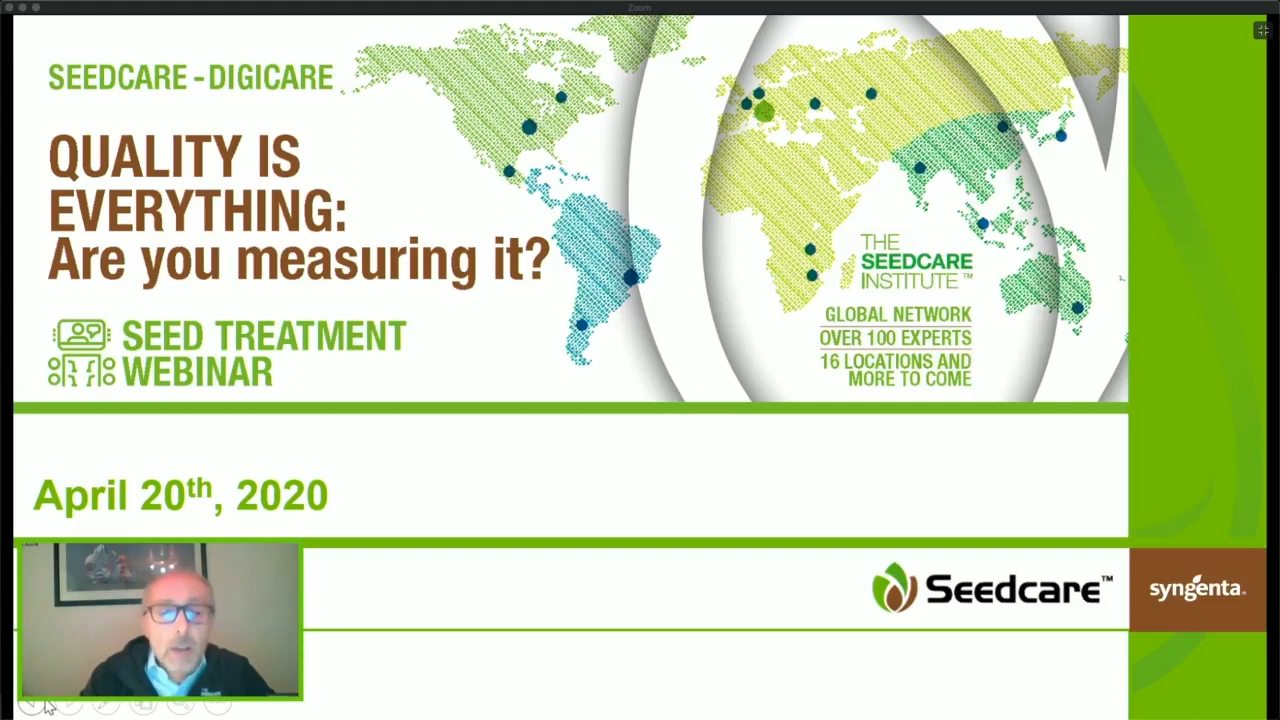 Zoom
SEEDCARE - DIGICARE
QUALITY IS
EVERYTHING:
Are you measuring it?
SEED TREATMENT
WEBINAR
THE
SEEDCARE
INSTITUTE™
GLOBAL NETWORK
OVER 100 EXPERTS
16 LOCATIONS AND
MORE TO COME
April 20th, 2020
Seedcare™
syngenta.